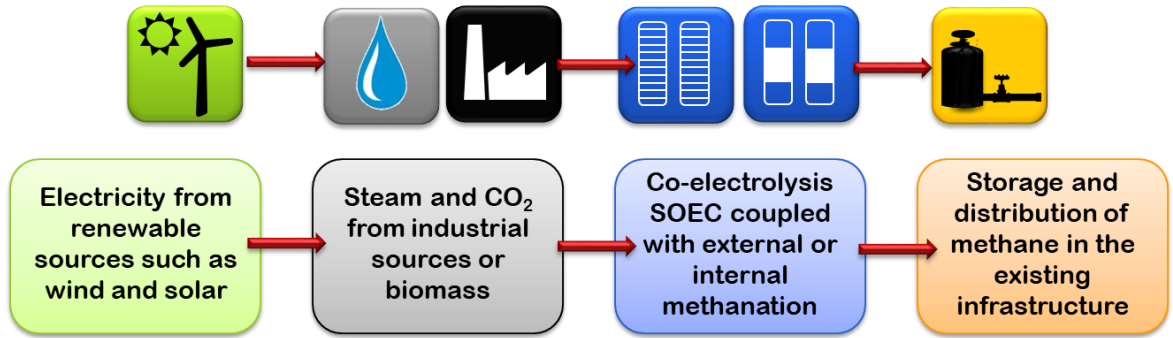 Electricity from
renewable
sources such as
wind and solar
Steam and CO₂
from industrial
sources or
biomass
Co-electrolysis
SOEC coupled
with external or
internal
methanation
Storage and
distribution of
methane in the
existing
infrastructure